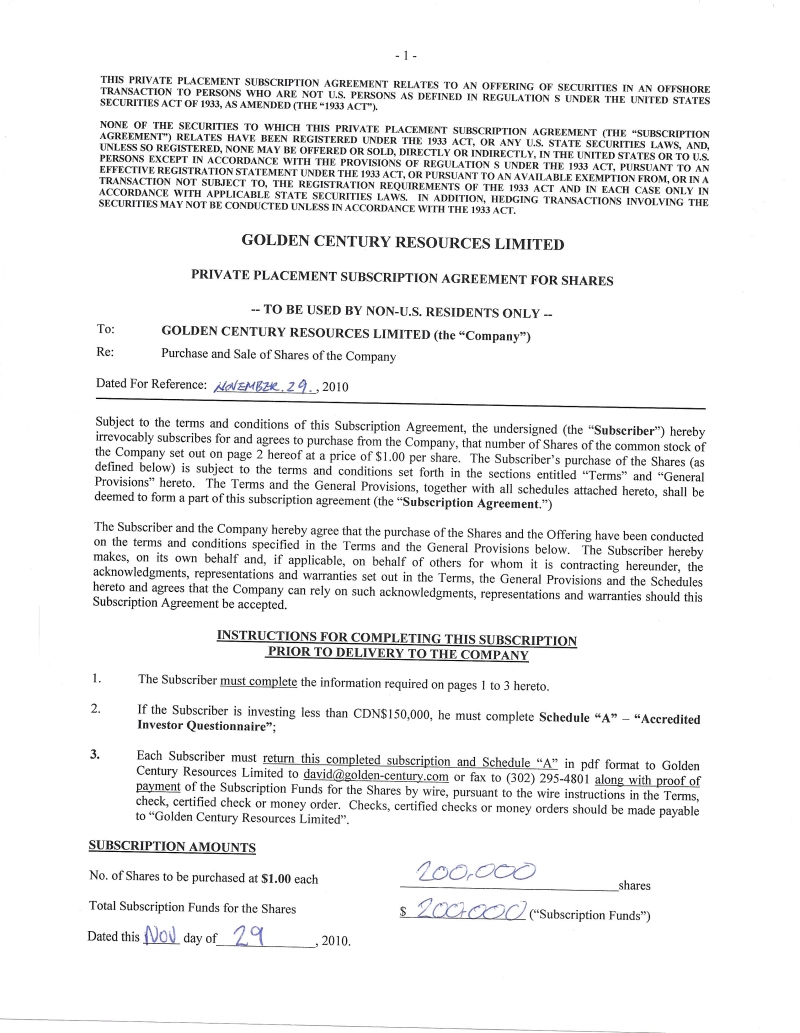 - 1 -
THIS PRIVATE PLACEMENT SUBSCRIPTION AGREEMENT RELATES TO AN OFFERING OF SECURITIES IN AN OFFSHORE
TRANSACTION TO PERSONS WHO ARE NOT U.S. PERSONS AS DEFINED IN REGULATION S UNDER THE UNITED STATES
SECURITIES ACT OF 1933, AS AMENDED (THE “1933 ACT”).
NONE OF THE SECURITIES TO WHICH THIS PRIVATE PLACEMENT SUBSCRIPTION AGREEMENT (THE “SUBSCRIPTION
AGREEMENT”) RELATES HAVE BEEN REGISTERED UNDER THE 1933 ACT, OR ANY U.S. STATE SECURITIES LAWS, AND,
UNLESS SO REGISTERED, NONE MAY BE OFFERED OR SOLD, DIRECTLY OR INDIRECTLY, IN THE UNITED STATES OR TO U.S.
PERSONS EXCEPT IN ACCORDANCE WITH THE PROVISIONS OF REGULATION S UNDER THE 1933 ACT, PURSUANT TO AN
EFFECTIVE REGISTRATION STATEMENT UNDER THE 1933 ACT, OR PURSUANT TO AN AVAILABLE EXEMPTION FROM, OR IN A
TRANSACTION NOT SUBJECT TO, THE REGISTRATION REQUIREMENTS OF THE 1933 ACT AND IN EACH CASE ONLY IN
ACCORDANCE WITH APPLICABLE STATE SECURITIES LAWS. IN ADDITION, HEDGING TRANSACTIONS INVOLVING THE
SECURITIES MAY NOT BE CONDUCTED UNLESS IN ACCORDANCE WITH THE 1933 ACT.
GOLDEN CENTURY RESOURCES LIMITED
PRIVATE PLACEMENT SUBSCRIPTION AGREEMENT FOR SHARES
-- TO BE USED BY NON-U.S. RESIDENTS ONLY --
To: GOLDEN CENTURY RESOURCES LIMITED (the “Company”)
Re: Purchase and Sale of Shares of the Company
Dated For Reference: NOVEMBER. 29., 2010
Subject to the terms and conditions of this Subscription Agreement, the undersigned (the “Subscriber”) hereby
irrevocably subscribes for and agrees to purchase from the Company, that number of Shares of the common stock of
the Company set out on page 2 hereof at a price of $1.00 per share. The Subscriber’s purchase of the Shares (as
defined below) is subject to the terms and conditions set forth in the sections entitled “Terms” and “General
Provisions” hereto. The Terms and the General Provisions, together with all schedules attached hereto, shall be
deemed to form a part of this subscription agreement (the “Subscription Agreement.”)
The Subscriber and the Company hereby agree that the purchase of the Shares and the Offering have been conducted
on the terms and conditions specified in the Terms and the General Provisions below. The Subscriber hereby
makes, on its own behalf and, if applicable, on behalf of others for whom it is contracting hereunder, the
acknowledgments, representations and warranties set out in the Terms, the General Provisions and the Schedules
hereto and agrees that the Company can rely on such acknowledgments, representations and warranties should this
Subscription Agreement be accepted.
INSTRUCTIONS FOR COMPLETING THIS SUBSCRIPTION
PRIOR TO DELIVERY TO THE COMPANY
1. The Subscriber must complete the information required on pages 1 to 3 hereto.
2. If the Subscriber is investing less than CDN$150,000, he must complete Schedule “A” – “Accredited
Investor Questionnaire”;
3. Each Subscriber must return this completed subscription and Schedule “A” in pdf format to Golden
Century Resources Limited to david@golden-century.com or fax to (302) 295-4801 along with proof of
payment of the Subscription Funds for the Shares by wire, pursuant to the wire instructions in the Terms,
check, certified check or money order. Checks, certified checks or money orders should be made payable
to “Golden Century Resources Limited”.
SUBSCRIPTION AMOUNTS
No. of Shares to be purchased at $1.00 each 200,000 shares
Total Subscription Funds for the Shares $ 200,000 (“Subscription Funds”)
Dated this NOV day of 29, 2010.